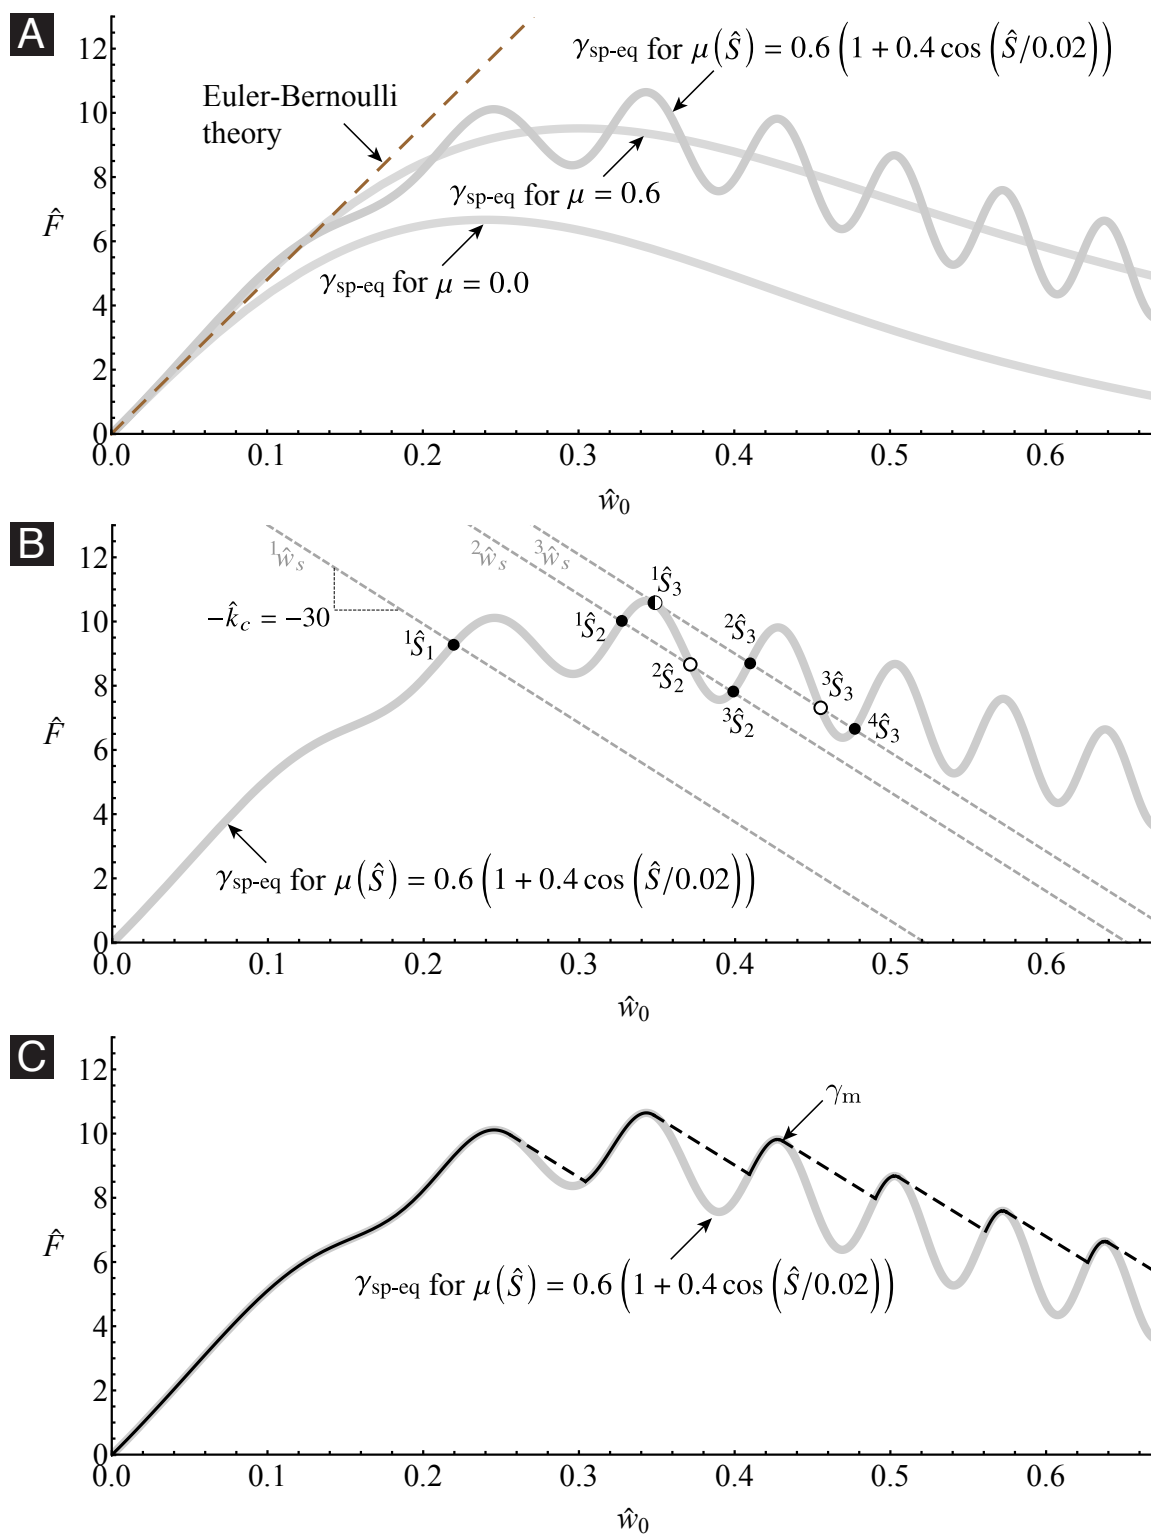 A
12
10
8
6
4
2
0
F̂
Euler-Bernoulli
theory
γsp-eq for μ(Ŝ) = 0.6 (1 + 0.4 cos (Ŝ/0.02))
γsp-eq for μ = 0.6
γsp-eq for μ = 0.0
0.0 0.1 0.2 0.3 0.4 0.5 0.6
ŵ₀
B
12
10
8
6
4
2
0
F̂
¹ŵₛ
²ŵₛ
³ŵₛ
−k̂_c = −30
¹Ŝ₁
¹Ŝ₂
¹Ŝ₃
²Ŝ₃
²Ŝ₂
³Ŝ₃
³Ŝ₂
⁴Ŝ₃
γsp-eq for μ(Ŝ) = 0.6 (1 + 0.4 cos (Ŝ/0.02))
0.0 0.1 0.2 0.3 0.4 0.5 0.6
ŵ₀
C
12
10
8
6
4
2
0
F̂
γm
γsp-eq for μ(Ŝ) = 0.6 (1 + 0.4 cos (Ŝ/0.02))
0.0 0.1 0.2 0.3 0.4 0.5 0.6
ŵ₀